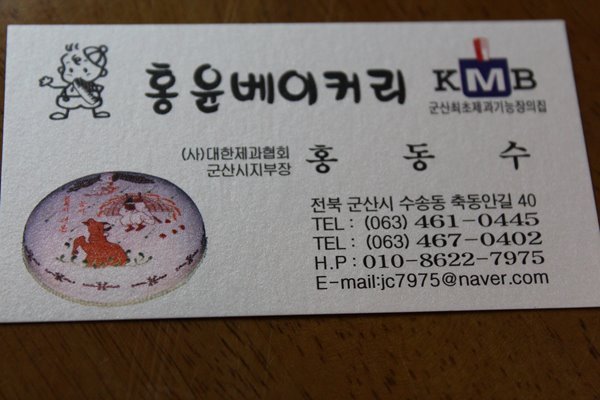 홍윤베이커리
KMB
군산최초제과기능장의집
(사)대한제과협회
군산시지부장
홍 동 수
전북 군산시 수송동 축동안길 40
TEL : (063) 461-0445
TEL : (063) 467-0402
H.P : 010-8622-7975
E-mail:jc7975@naver.com